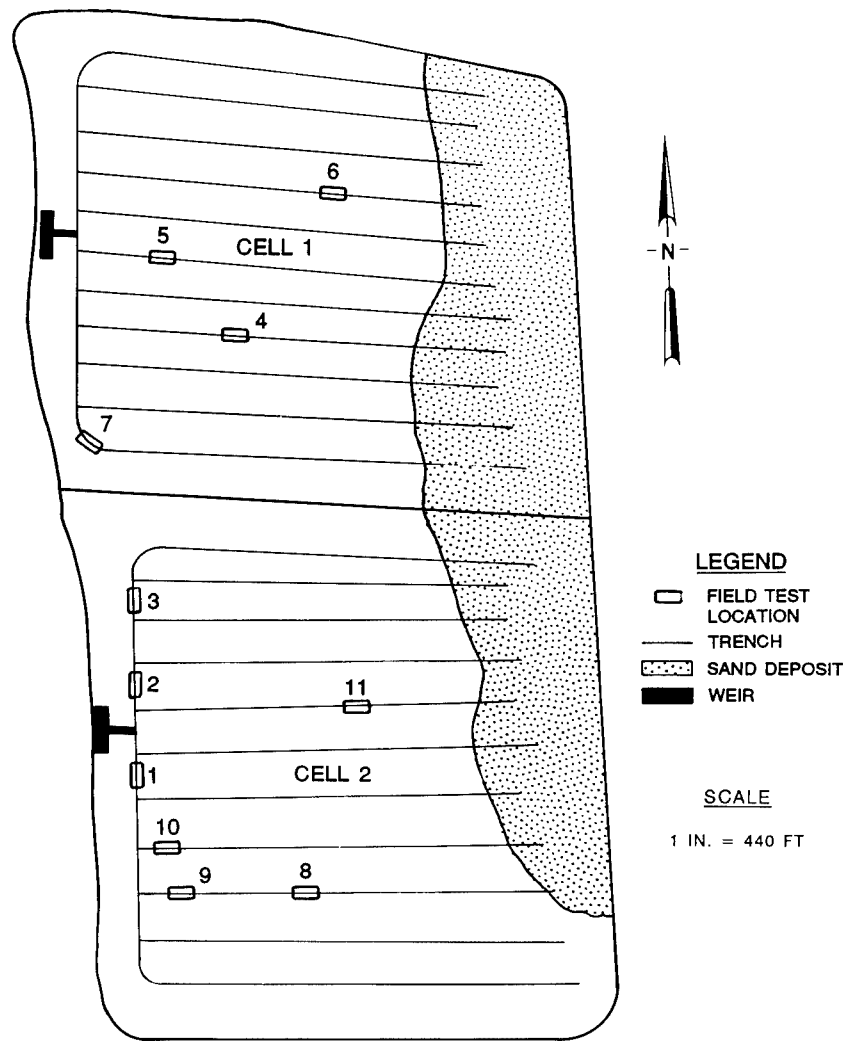 6
5
CELL 1
4
7
-N-
3
2
11
1
CELL 2
10
9
8
LEGEND
FIELD TEST
LOCATION
TRENCH
SAND DEPOSIT
WEIR
SCALE
1 IN. = 440 FT